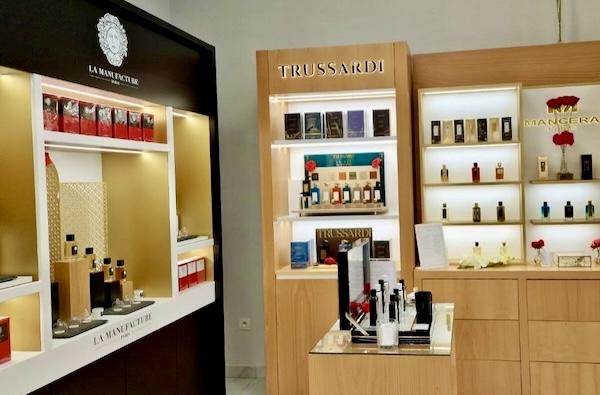 LA MANUFACTURE
PARIS
LA MANUFACTURE
PARIS
TRUSSARDI
TRUSSARDI
MANCERA